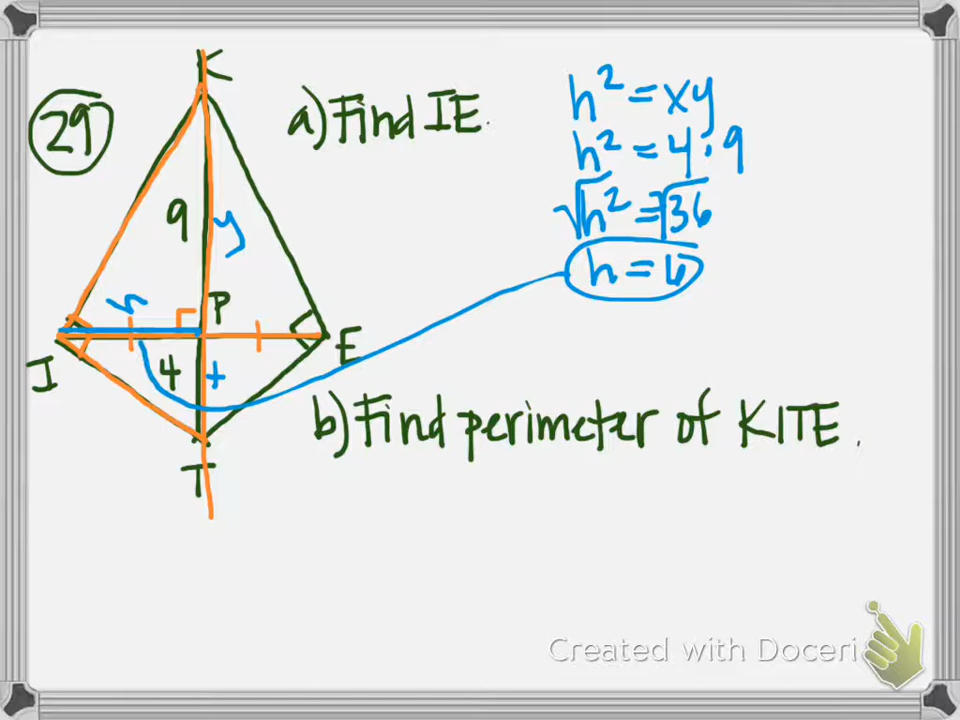 29
K
a) Find IE.
h² = xy
h² = 4·9
√h² = √36
h = 6
9
y
h
P
I
E
4
x
T
b) Find perimeter of KITE.
Created with Doceri